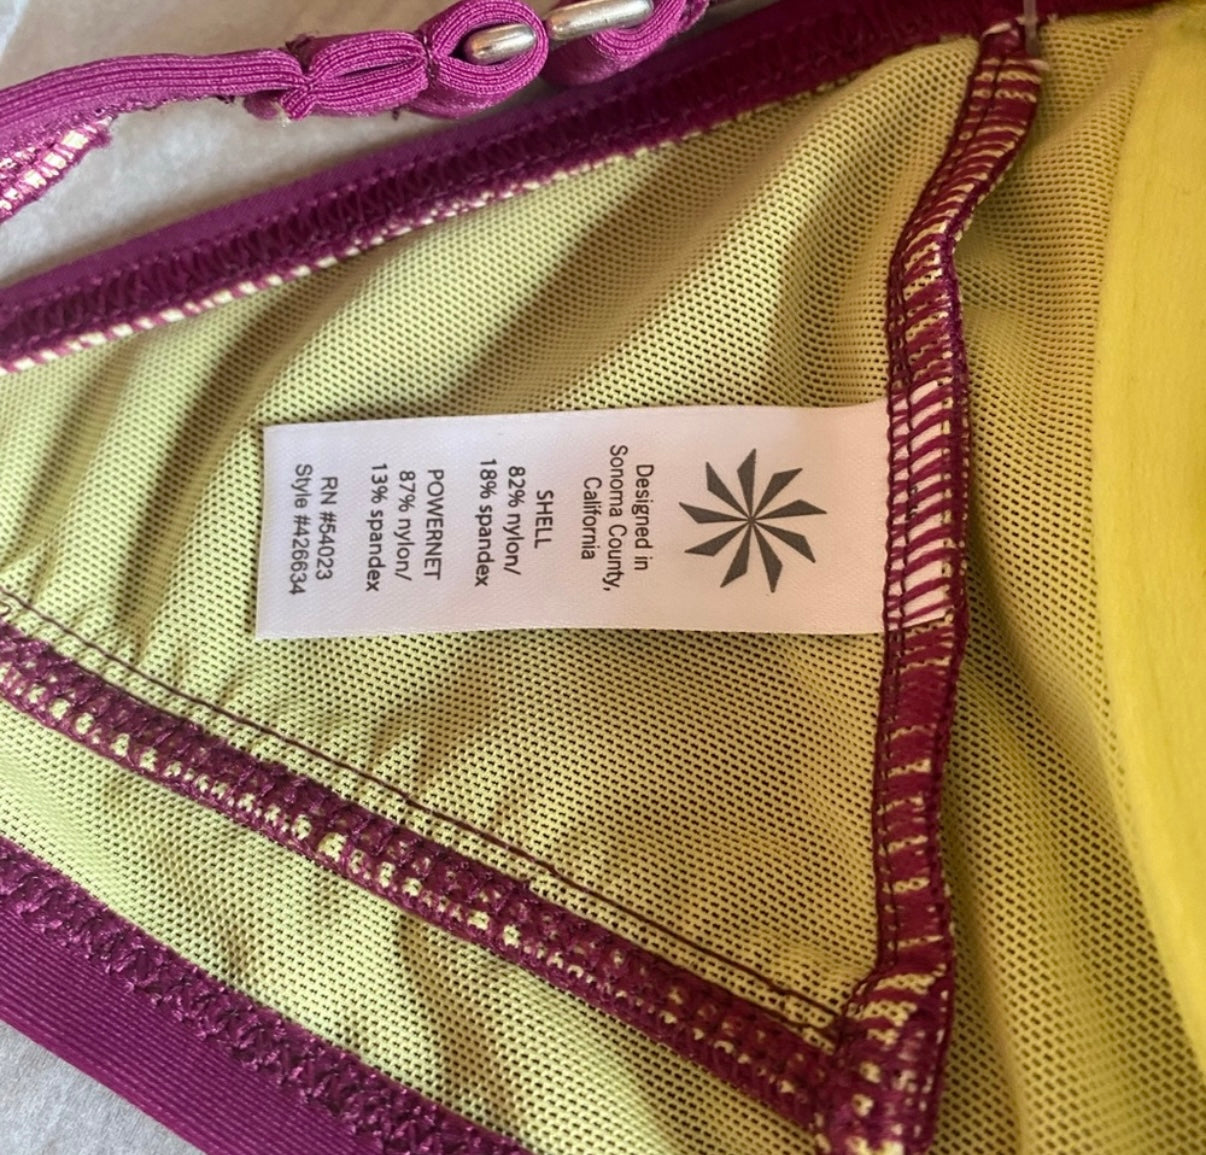 Designed in
Sonoma County,
California
SHELL
82% nylon/
18% spandex
POWERNET
87% nylon/
13% spandex
RN #54023
Style #426634